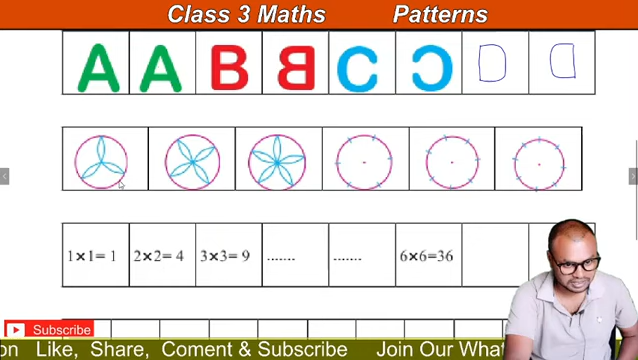 Class 3 Maths Patterns
A A B B C C D D
1×1= 1 2×2= 4 3×3= 9 ....... ....... 6×6=36
Subscribe
on Like, Share, Coment & Subscribe Join Our What